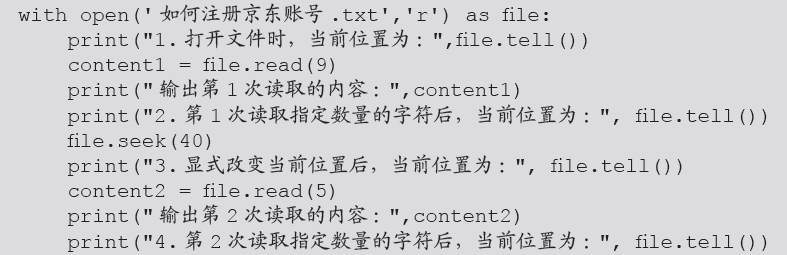 with open('如何注册京东账号.txt','r') as file:
    print("1. 打开文件时，当前位置为：",file.tell())
    content1 = file.read(9)
    print("输出第1次读取的内容：",content1)
    print("2. 第1次读取指定数量的字符后，当前位置为：", file.tell())
    file.seek(40)
    print("3. 显式改变当前位置后，当前位置为：", file.tell())
    content2 = file.read(5)
    print("输出第2次读取的内容：",content2)
    print("4. 第2次读取指定数量的字符后，当前位置为：", file.tell())